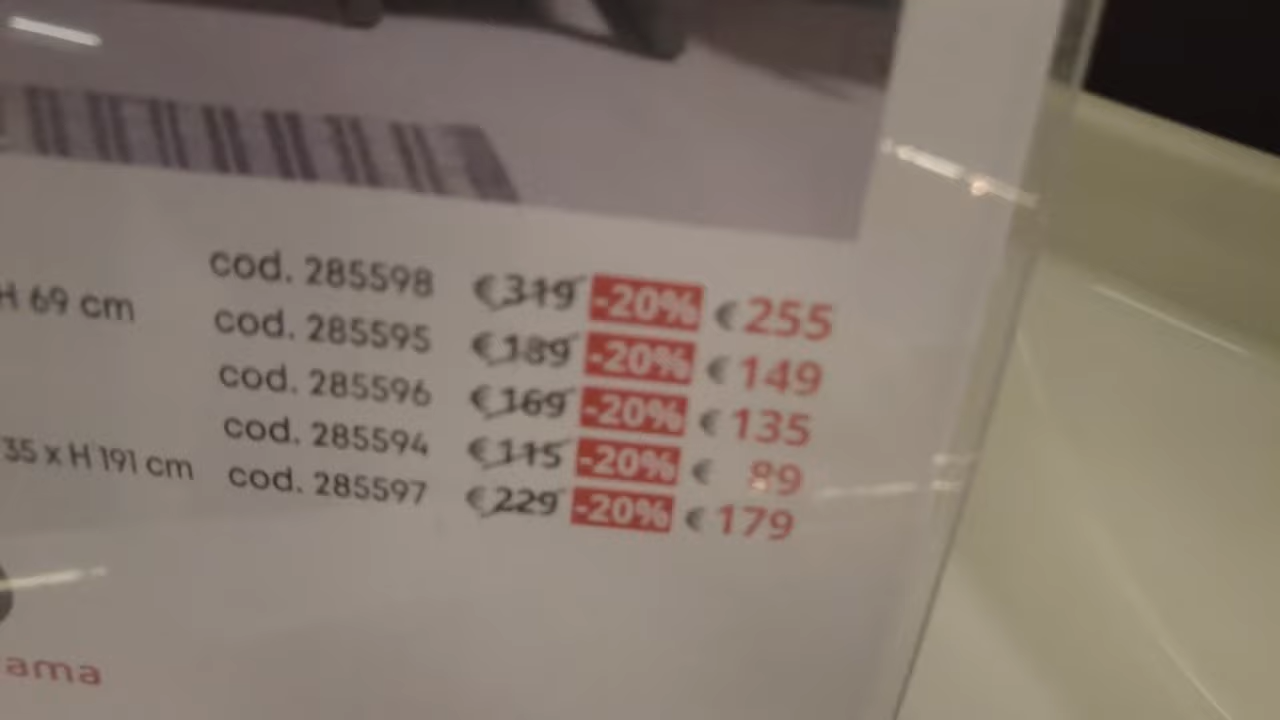 cod. 285598 €319 -20% € 255
H 69 cm cod. 285595 €189 -20% € 149
cod. 285596 €169 -20% € 135
cod. 285594 €115 -20% € 89
35 x H 191 cm cod. 285597 €229 -20% € 179
ama